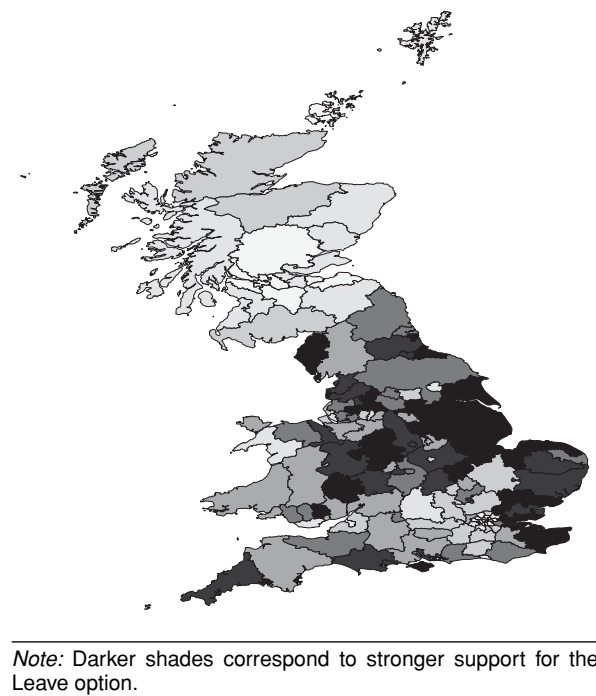 Note: Darker shades correspond to stronger support for the
Leave option.